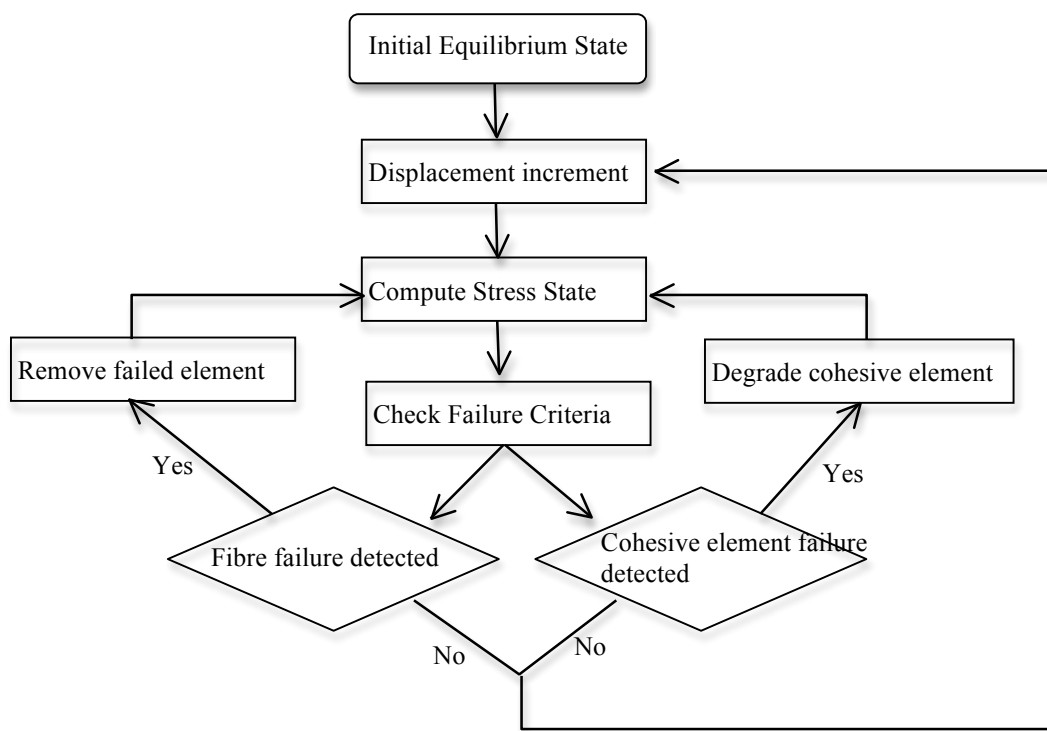 Initial Equilibrium State
Displacement increment
Compute Stress State
Remove failed element
Degrade cohesive element
Check Failure Criteria
Yes
Yes
Fibre failure detected
Cohesive element failure
detected
No
No